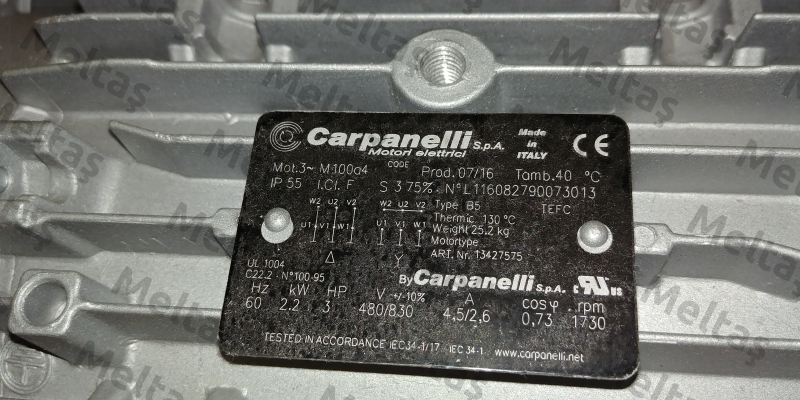 Carpanelli S.p.A.
Motori elettrici
Made in ITALY
CE
CODE
Mot.3~ M100a4 Prod.07/16 Tamb.40 °C
IP 55 I.Cl. F S 3 75% N°L116082790073013
W2 U2 V2 W2 U2 V2 Type B5 TEFC
Thermic 130°C
U1 V1 W1 U1 V1 W1 Weight 25,2 kg
Motortype
Δ Y ART. Nr. 13427575
UL 1004
C22.2 - N°100-95
By Carpanelli S.p.A. c RU us
Hz kW HP V +/-10% A cos φ rpm
60 2.2 3 480/830 4,5/2,6 0,73 1730
TESTED IN ACCORDANCE IEC34-1/17 IEC 34-1 www.carpanelli.net
Meltaş